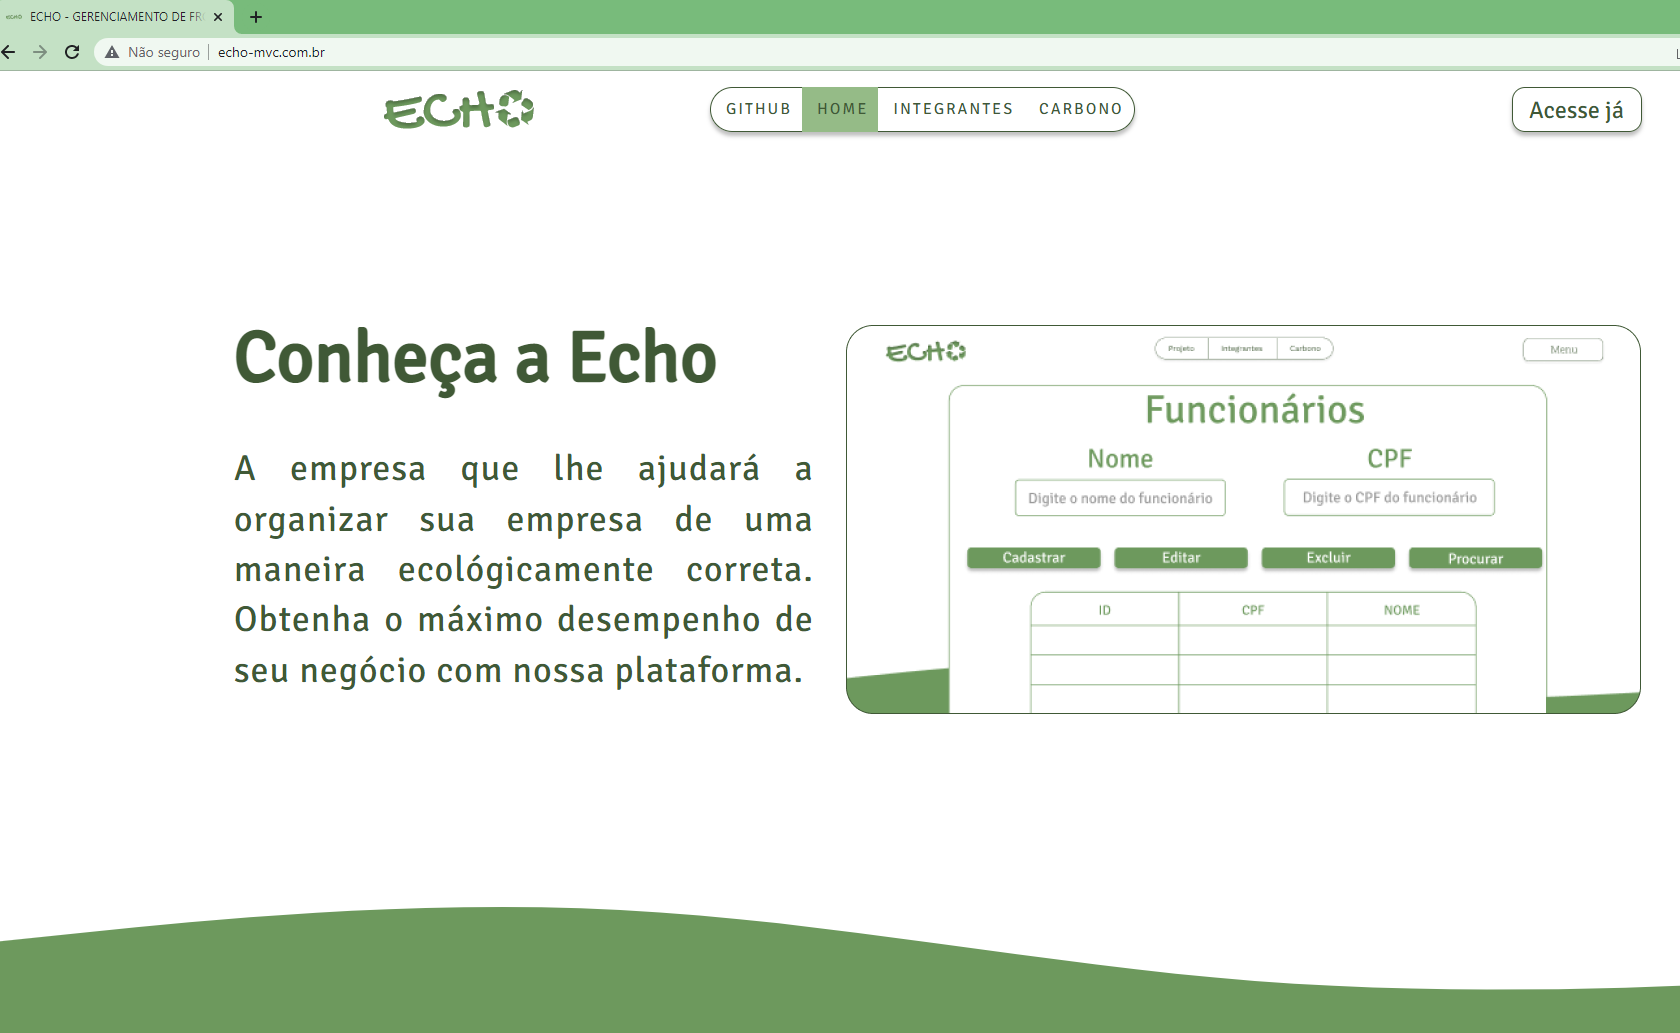 ECHO
ECHO - GERENCIAMENTO DE FR
Não seguro
echo-mvc.com.br
ECHO
GITHUB
HOME
INTEGRANTES
CARBONO
Acesse já
Conheça a Echo
A empresa que lhe ajudará a
organizar sua empresa de uma
maneira ecológicamente correta.
Obtenha o máximo desempenho de
seu negócio com nossa plataforma.
ECHO
Projeto
Integrantes
Carbono
Menu
Funcionários
Nome
CPF
Digite o nome do funcionário
Digite o CPF do funcionário
Cadastrar
Editar
Excluir
Procurar
ID
CPF
NOME